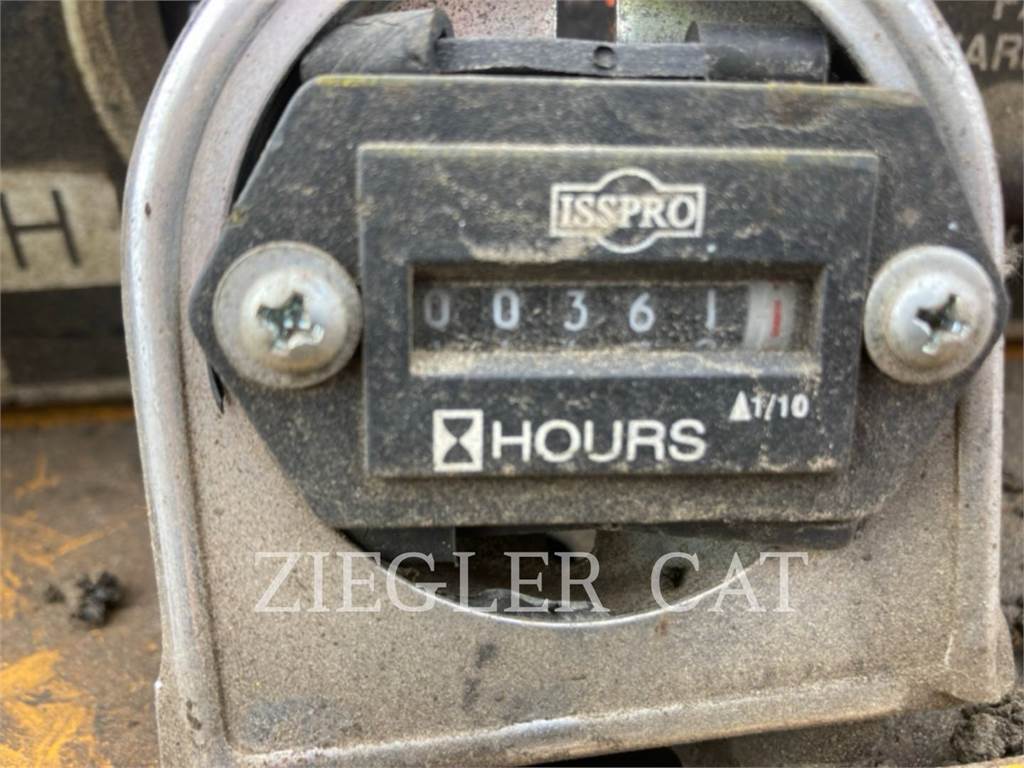 H
ISSPRO
0 0 3 6 1 1
1/10
HOURS
ZIEGLER CAT